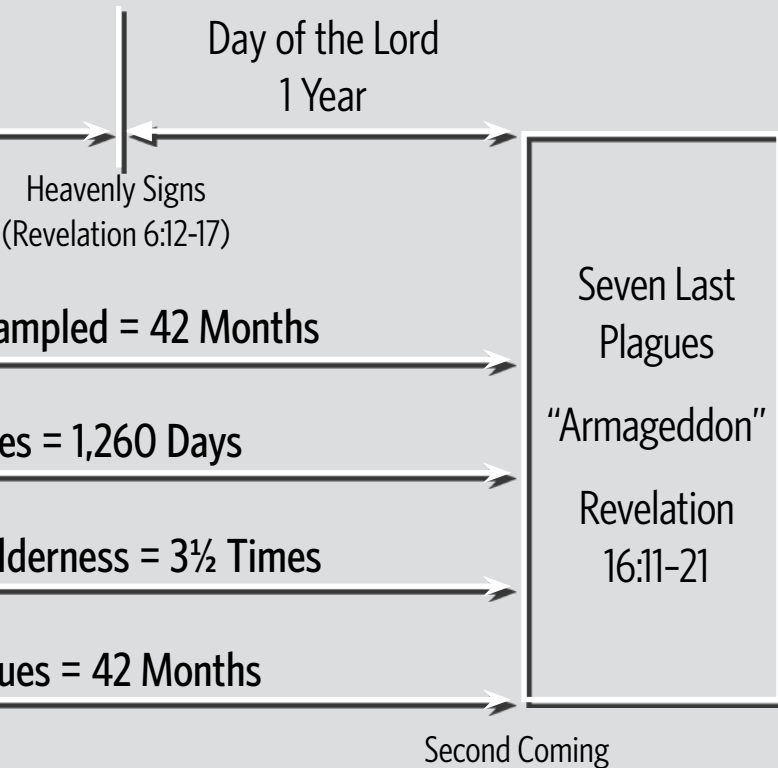 Day of the Lord
1 Year
Heavenly Signs
(Revelation 6:12-17)
ampled = 42 Months
es = 1,260 Days
lderness = 3½ Times
ues = 42 Months
Seven Last
Plagues
“Armageddon”
Revelation
16:11–21
Second Coming